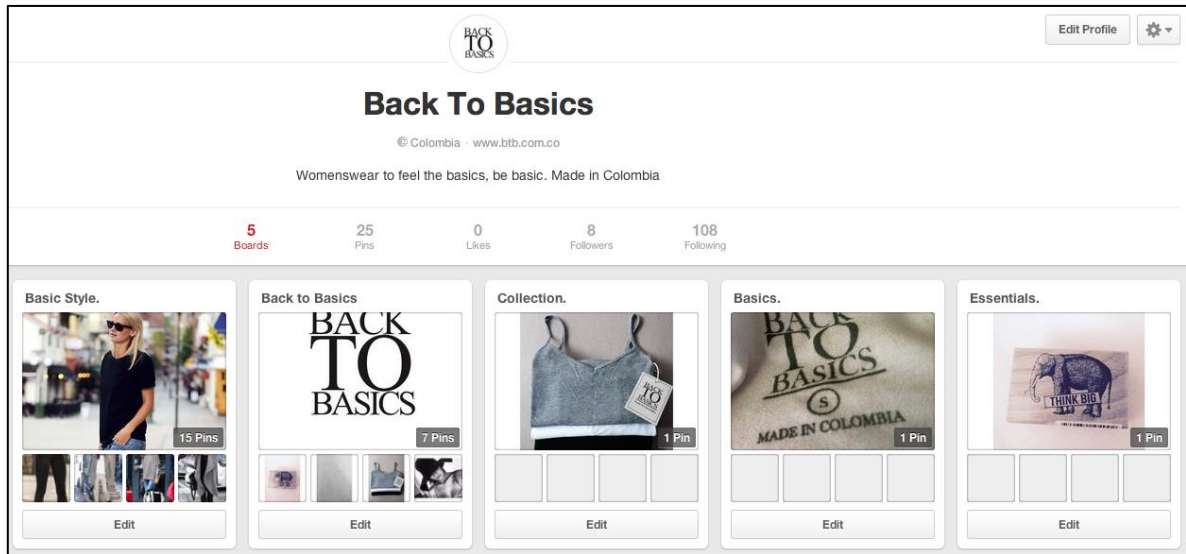 BACK
TO
BASICS
Edit Profile
Back To Basics
Colombia · www.btb.com.co
Womenswear to feel the basics, be basic. Made in Colombia
5 25 0 8 108
Boards Pins Likes Followers Following
Basic Style.
15 Pins
Edit
Back to Basics
BACK
TO
BASICS
7 Pins
Edit
Collection.
BACK
TO
BASICS
1 Pin
Edit
Basics.
BACK
TO
BASICS
S
MADE IN COLOMBIA
1 Pin
Edit
Essentials.
THINK BIG
1 Pin
Edit